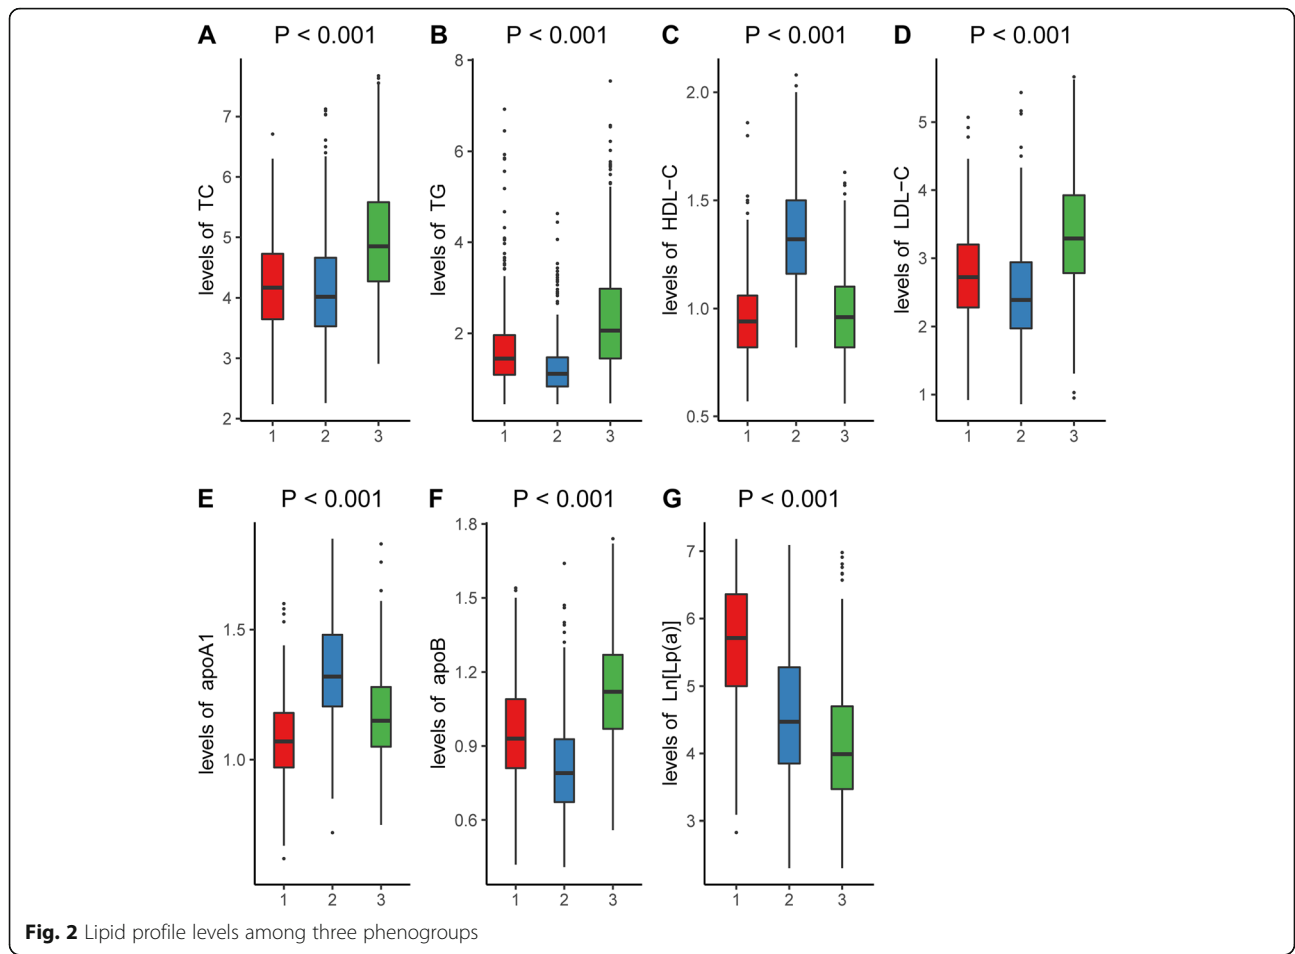 A P < 0.001 B P < 0.001 C P < 0.001 D P < 0.001
levels of TC
7
6
5
4
3
2
1 2 3
levels of TG
8
6
4
2
1 2 3
levels of HDL−C
2.0
1.5
1.0
0.5
1 2 3
levels of LDL−C
5
4
3
2
1
1 2 3
E P < 0.001 F P < 0.001 G P < 0.001
levels of apoA1
1.5
1.0
1 2 3
levels of apoB
1.8
1.5
1.2
0.9
0.6
1 2 3
levels of Ln[Lp(a)]
7
6
5
4
3
1 2 3
Fig. 2 Lipid profile levels among three phenogroups